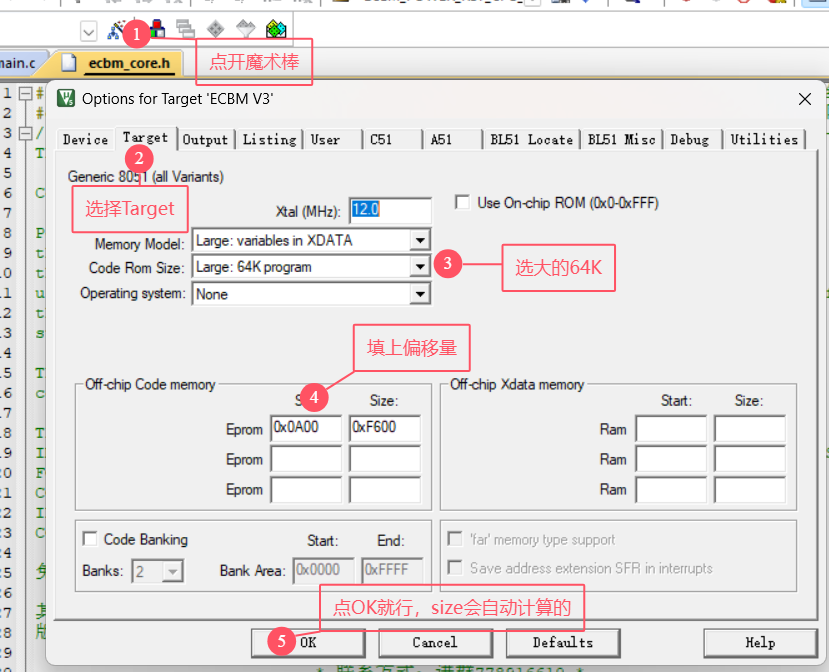 1
点开魔术棒
main.c
ecbm_core.h
Options for Target 'ECBM V3'
Device Target Output Listing User C51 A51 BL51 Locate BL51 Misc Debug Utilities
2
Generic 8051 (all Variants)
选择Target
Xtal (MHz): 12.0
Use On-chip ROM (0x0-0xFFF)
Memory Model: Large: variables in XDATA
Code Rom Size: Large: 64K program
3
选大的64K
Operating system: None
填上偏移量
Off-chip Code memory
4
Size:
Eprom 0x0A00 0xF600
Eprom
Eprom
Off-chip Xdata memory
Start: Size:
Ram
Ram
Ram
Code Banking Start: End:
Banks: 2 Bank Area: 0x0000 0xFFFF
'far' memory type support
Save address extension SFR in interrupts
点OK就行，size会自动计算的
5
OK Cancel Defaults Help